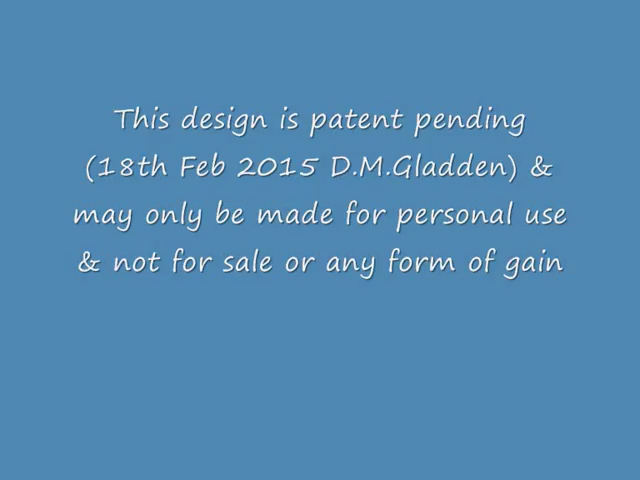 This design is patent pending
(18th Feb 2015 D.M.Gladden) &
may only be made for personal use
& not for sale or any form of gain